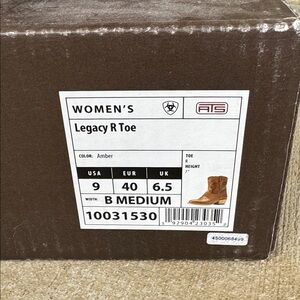 WOMEN'S
ATS
Legacy R Toe
COLOR: Amber
TOE
R
HEIGHT
7"
USA EUR UK
9 40 6.5
WIDTH B MEDIUM
10031530